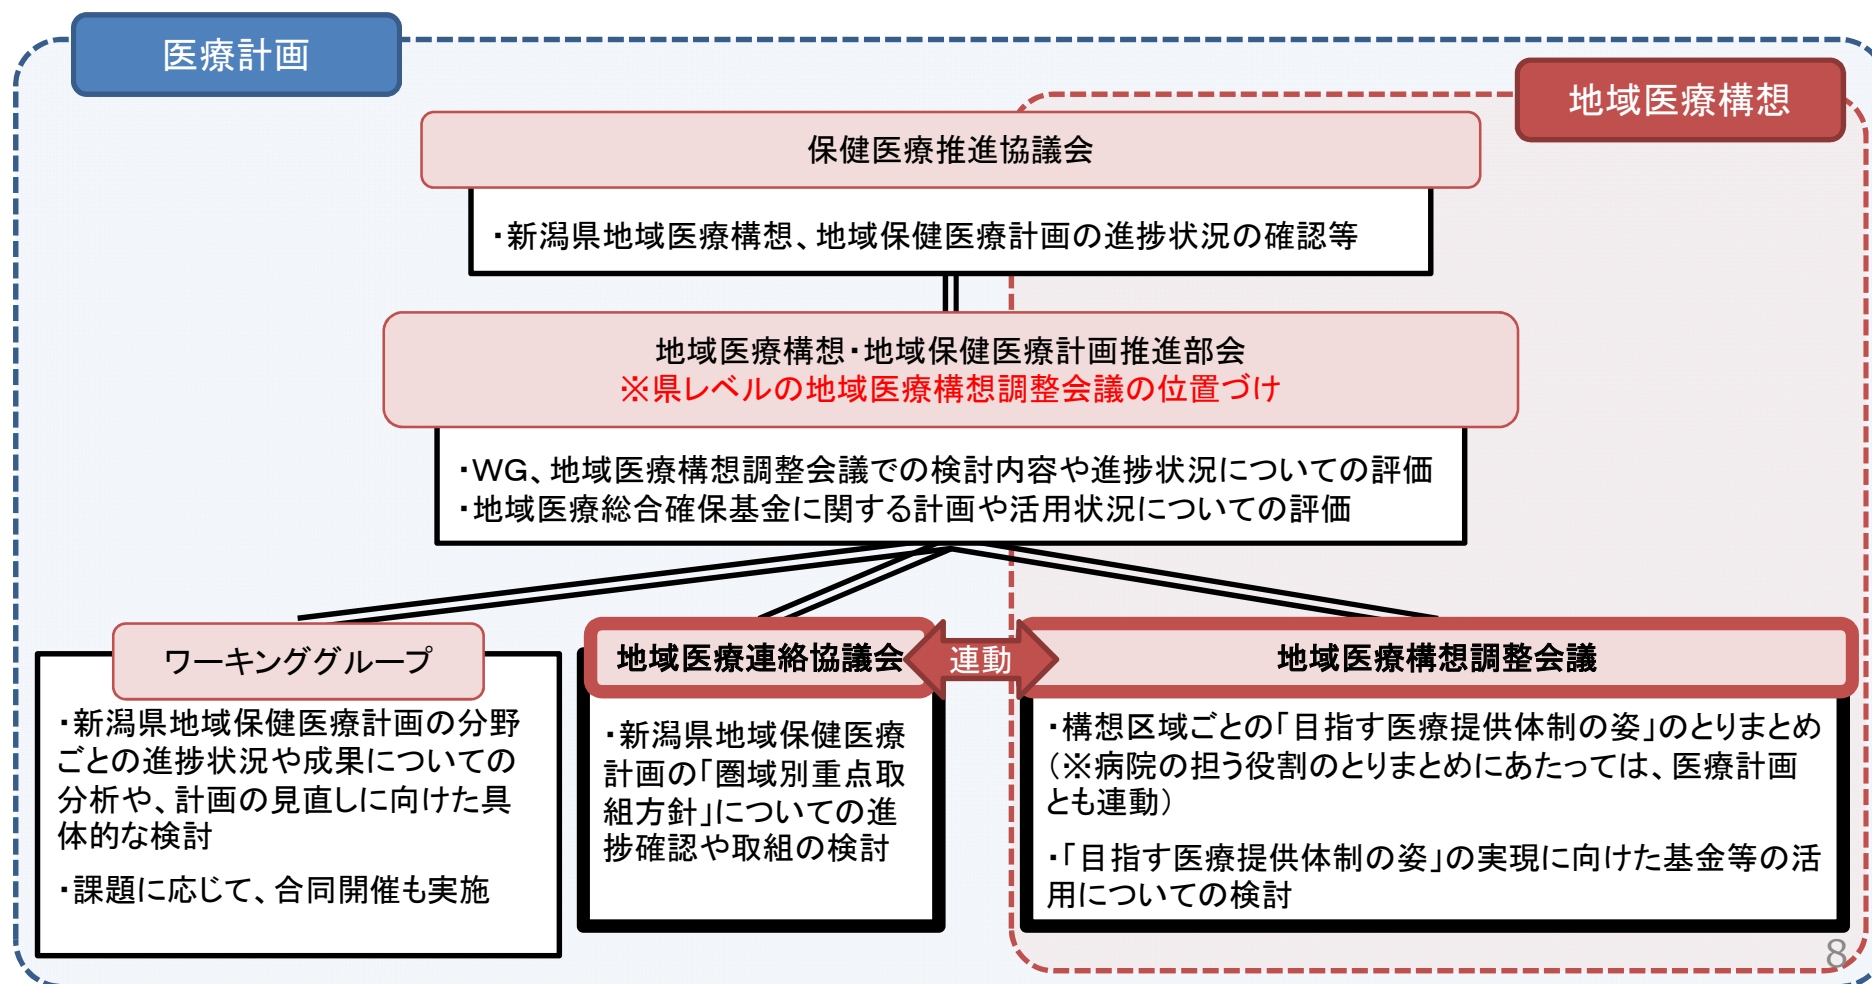 医療計画
地域医療構想
保健医療推進協議会
・新潟県地域医療構想、地域保健医療計画の進捗状況の確認等
地域医療構想・地域保健医療計画推進部会
※県レベルの地域医療構想調整会議の位置づけ
・WG、地域医療構想調整会議での検討内容や進捗状況についての評価
・地域医療総合確保基金に関する計画や活用状況についての評価
ワーキンググループ
・新潟県地域保健医療計画の分野
ごとの進捗状況や成果についての
分析や、計画の見直しに向けた具
体的な検討
・課題に応じて、合同開催も実施
地域医療連絡協議会
・新潟県地域保健医療
計画の「圏域別重点取
組方針」についての進
捗確認や取組の検討
連動
地域医療構想調整会議
・構想区域ごとの「目指す医療提供体制の姿」のとりまとめ
（※病院の担う役割のとりまとめにあたっては、医療計画
とも連動）
・「目指す医療提供体制の姿」の実現に向けた基金等の活
用についての検討
8